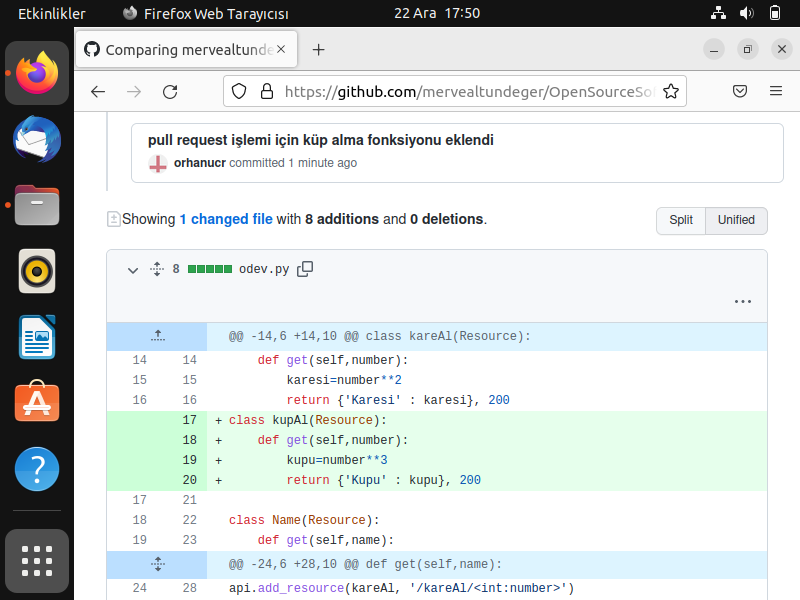 Etkinlikler
Firefox Web Tarayıcısı
22 Ara 17:50
Comparing mervealtunde
https://github.com/mervealtundeger/OpenSourceSo
pull request işlemi için küp alma fonksiyonu eklendi
orhanucr committed 1 minute ago
Showing 1 changed file with 8 additions and 0 deletions.
Split Unified
8 odev.py
@@ -14,6 +14,10 @@ class kareAl(Resource):
14 14 def get(self,number):
15 15 karesi=number**2
16 16 return {'Karesi' : karesi}, 200
17 + class kupAl(Resource):
18 + def get(self,number):
19 + kupu=number**3
20 + return {'Kupu' : kupu}, 200
17 21
18 22 class Name(Resource):
19 23 def get(self,name):
@@ -24,6 +28,10 @@ def get(self,name):
24 28 api.add_resource(kareAl, '/kareAl/<int:number>')